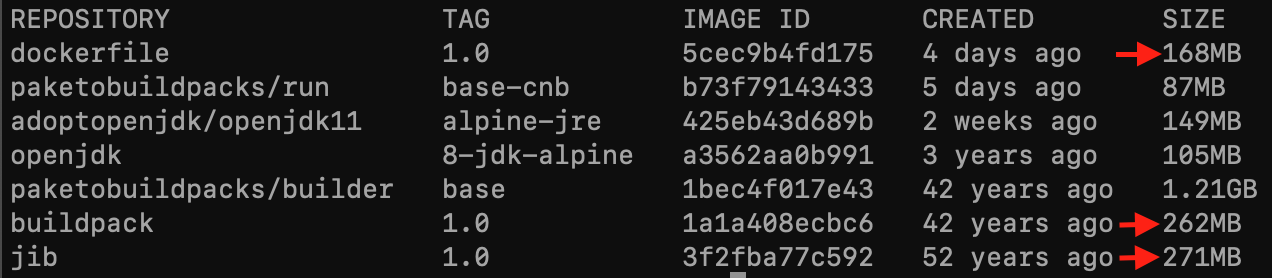 REPOSITORY TAG IMAGE ID CREATED SIZE
dockerfile 1.0 5cec9b4fd175 4 days ago 168MB
paketobuildpacks/run base-cnb b73f79143433 5 days ago 87MB
adoptopenjdk/openjdk11 alpine-jre 425eb43d689b 2 weeks ago 149MB
openjdk 8-jdk-alpine a3562aa0b991 3 years ago 105MB
paketobuildpacks/builder base 1bec4f017e43 42 years ago 1.21GB
buildpack 1.0 1a1a408ecbc6 42 years ago 262MB
jib 1.0 3f2fba77c592 52 years ago 271MB